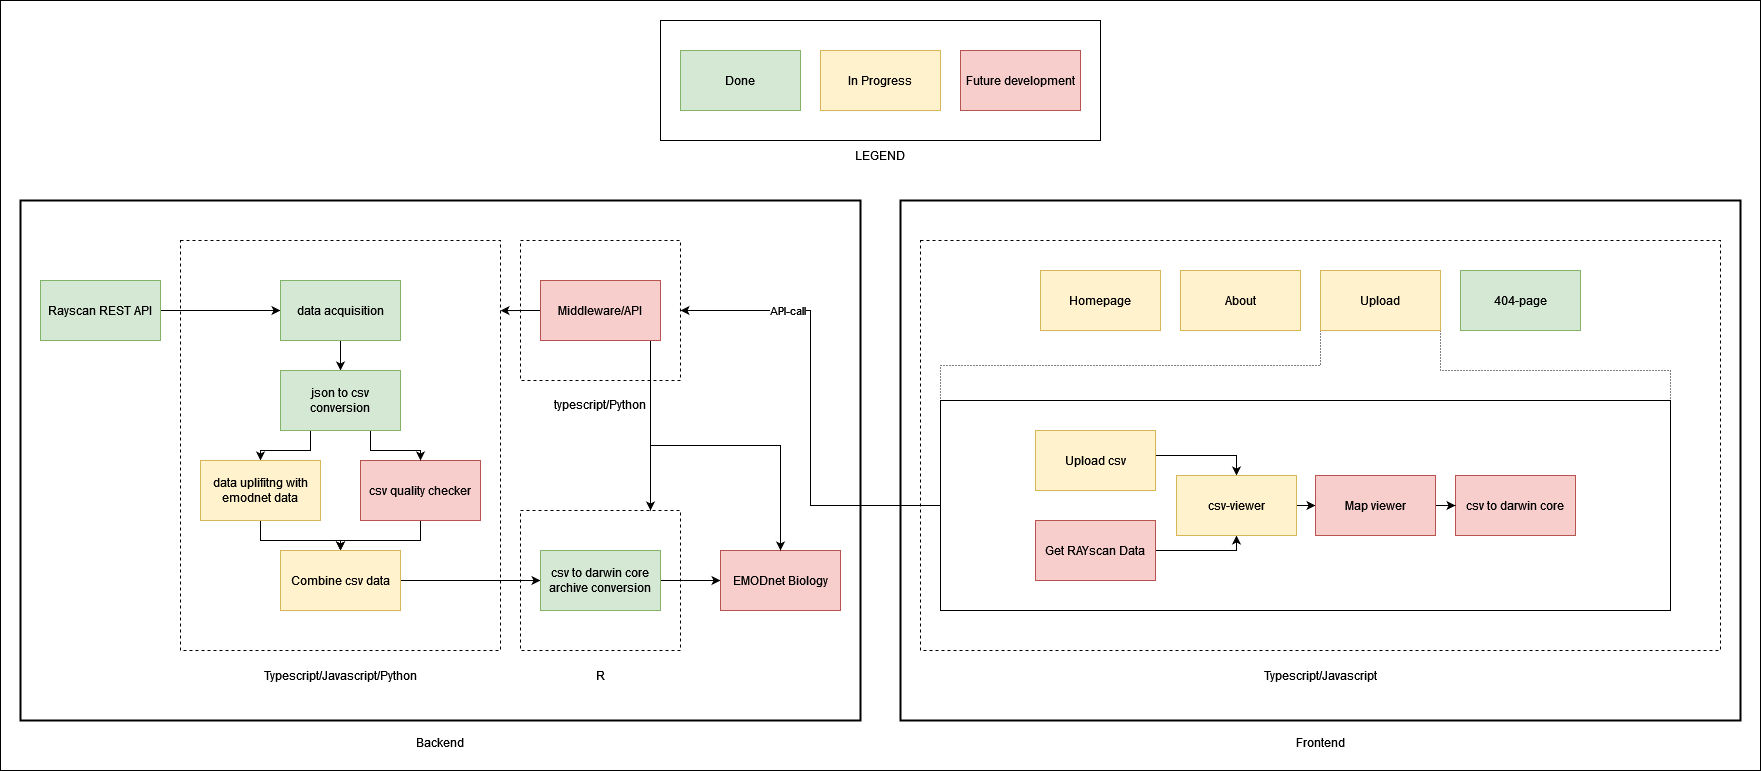 Done
In Progress
Future development
LEGEND
Rayscan REST API
data acquisition
json to csv
conversion
data uplifitng with
emodnet data
csv quality checker
Combine csv data
Typescript/Javascript/Python
Middleware/API
typescript/Python
csv to darwin core
archive conversion
R
EMODnet Biology
Backend
API-call
Homepage
About
Upload
404-page
Upload csv
Get RAYscan Data
csv-viewer
Map viewer
csv to darwin core
Typescript/Javascript
Frontend